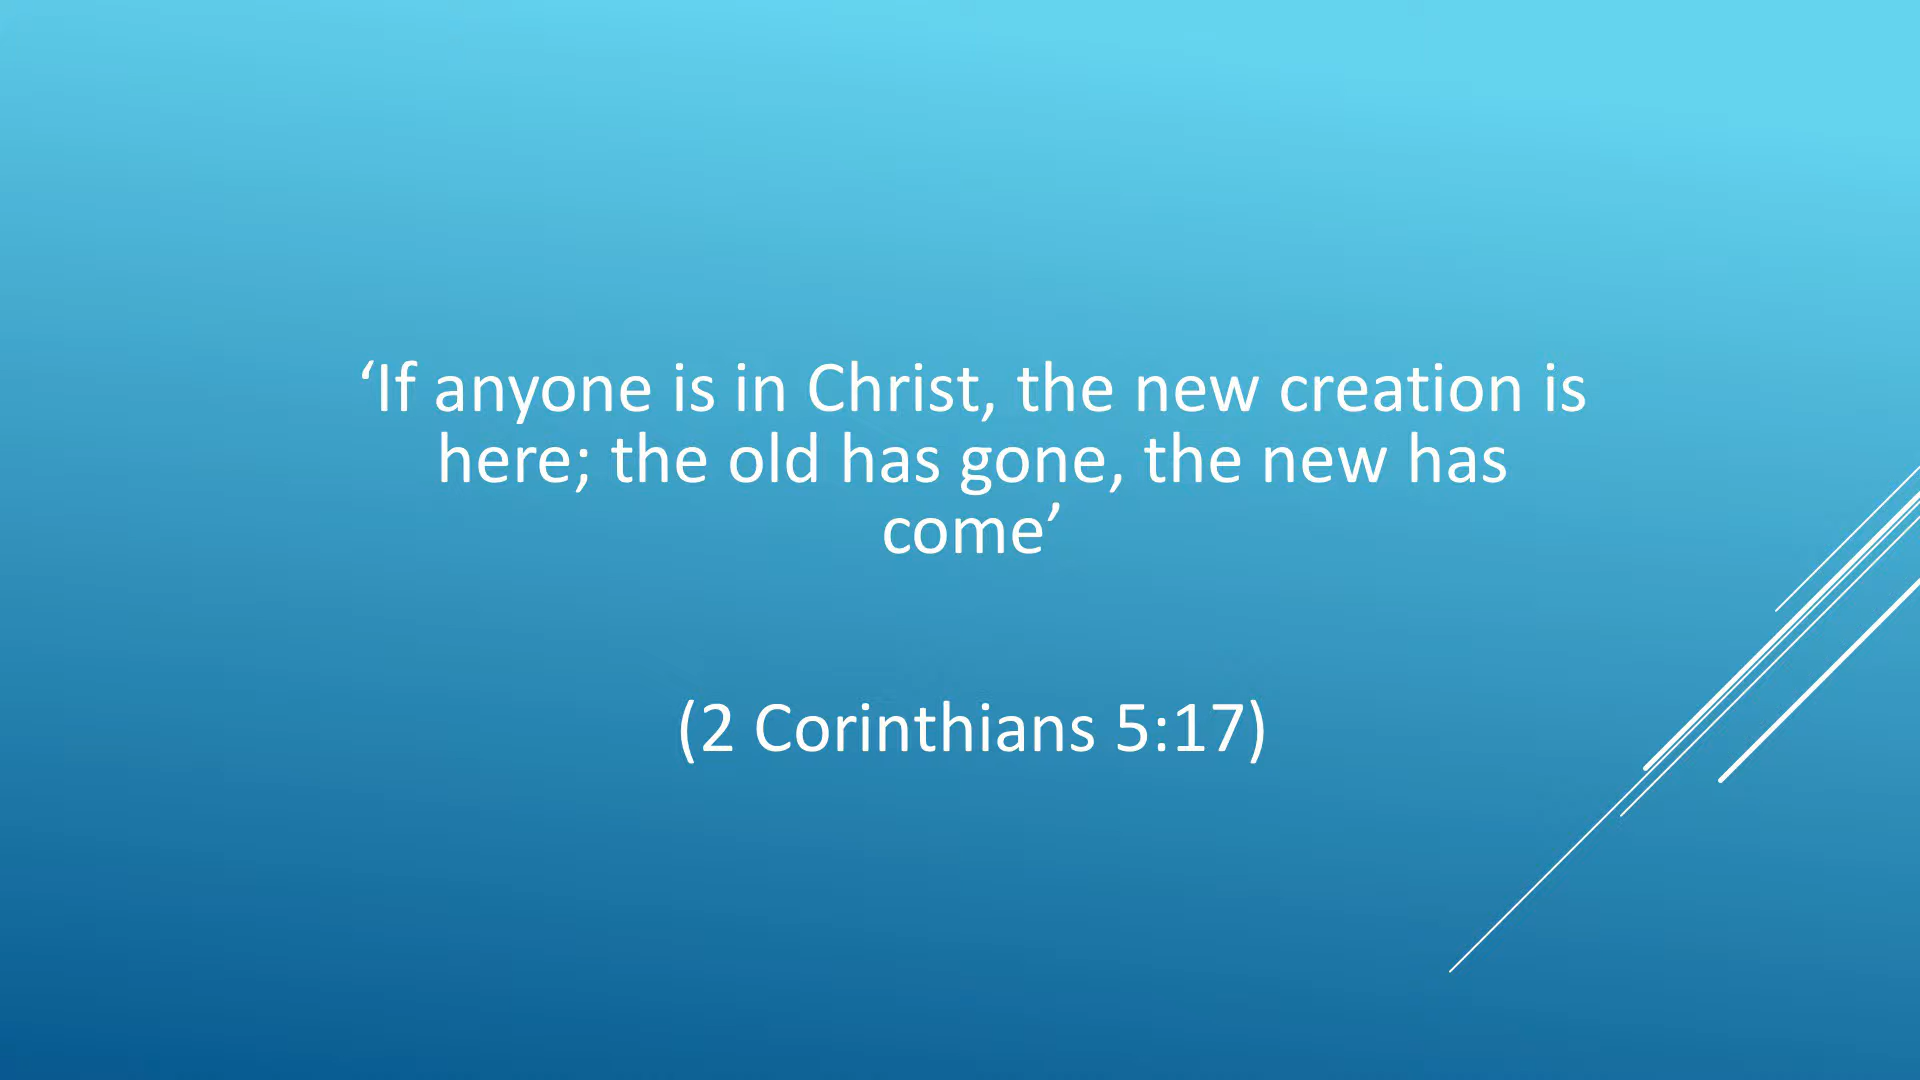 ‘If anyone is in Christ, the new creation is
here; the old has gone, the new has
come’
(2 Corinthians 5:17)